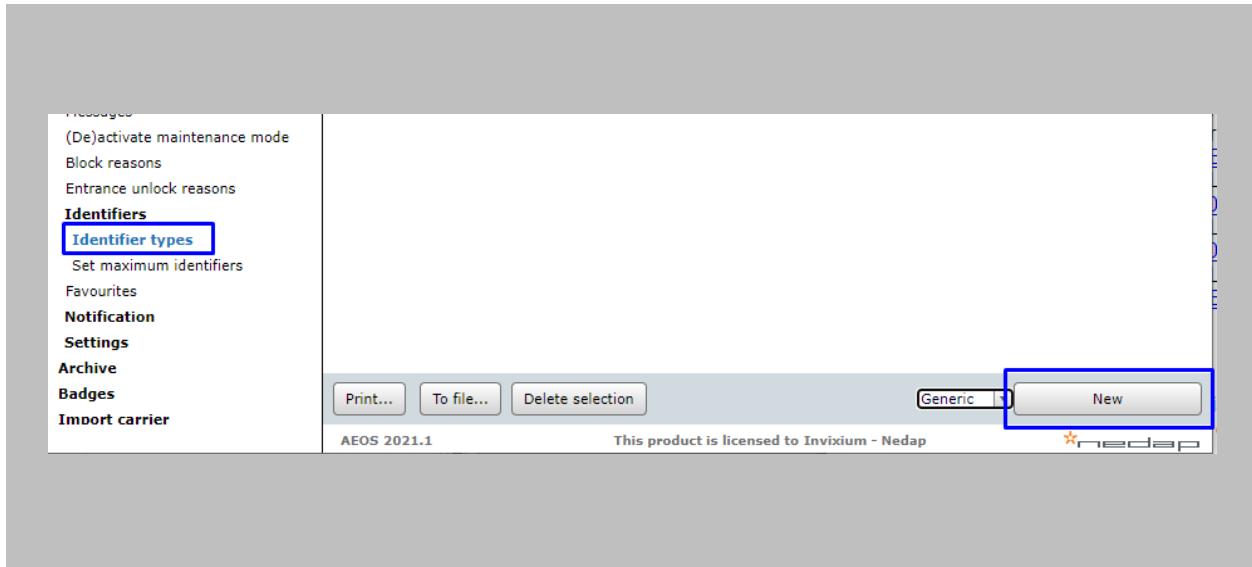 (De)activate maintenance mode
Block reasons
Entrance unlock reasons
Identifiers
Identifier types
Set maximum identifiers
Favourites
Notification
Settings
Archive
Badges
Import carrier
Print... To file... Delete selection Generic New
AEOS 2021.1 This product is licensed to Invixium - Nedap nedap